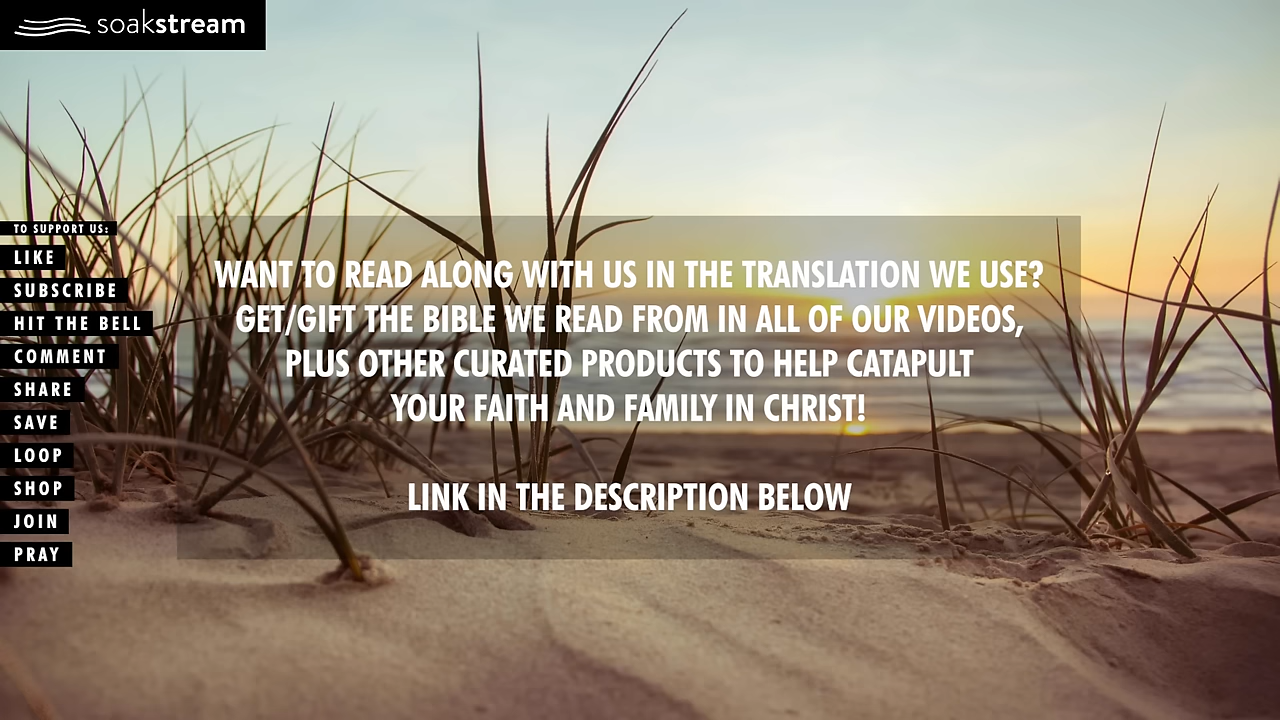 soakstream
TO SUPPORT US:
LIKE
SUBSCRIBE
HIT THE BELL
COMMENT
SHARE
SAVE
LOOP
SHOP
JOIN
PRAY
WANT TO READ ALONG WITH US IN THE TRANSLATION WE USE?
GET/GIFT THE BIBLE WE READ FROM IN ALL OF OUR VIDEOS,
PLUS OTHER CURATED PRODUCTS TO HELP CATAPULT
YOUR FAITH AND FAMILY IN CHRIST!
LINK IN THE DESCRIPTION BELOW